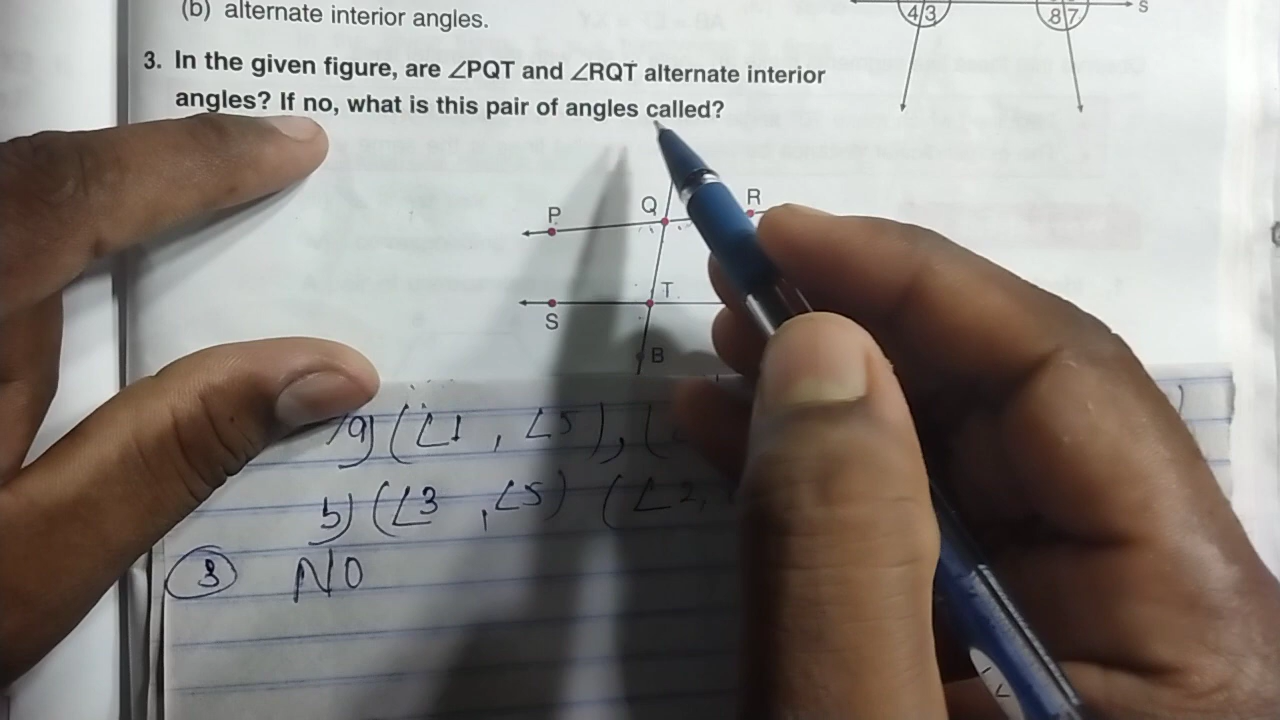 (b) alternate interior angles.
4 3 8 7 S
3. In the given figure, are ∠PQT and ∠RQT alternate interior
angles? If no, what is this pair of angles called?
P Q R
T
S
B
a) (∠1, ∠5), (
b) (∠3, ∠5) (∠2,
③ NO